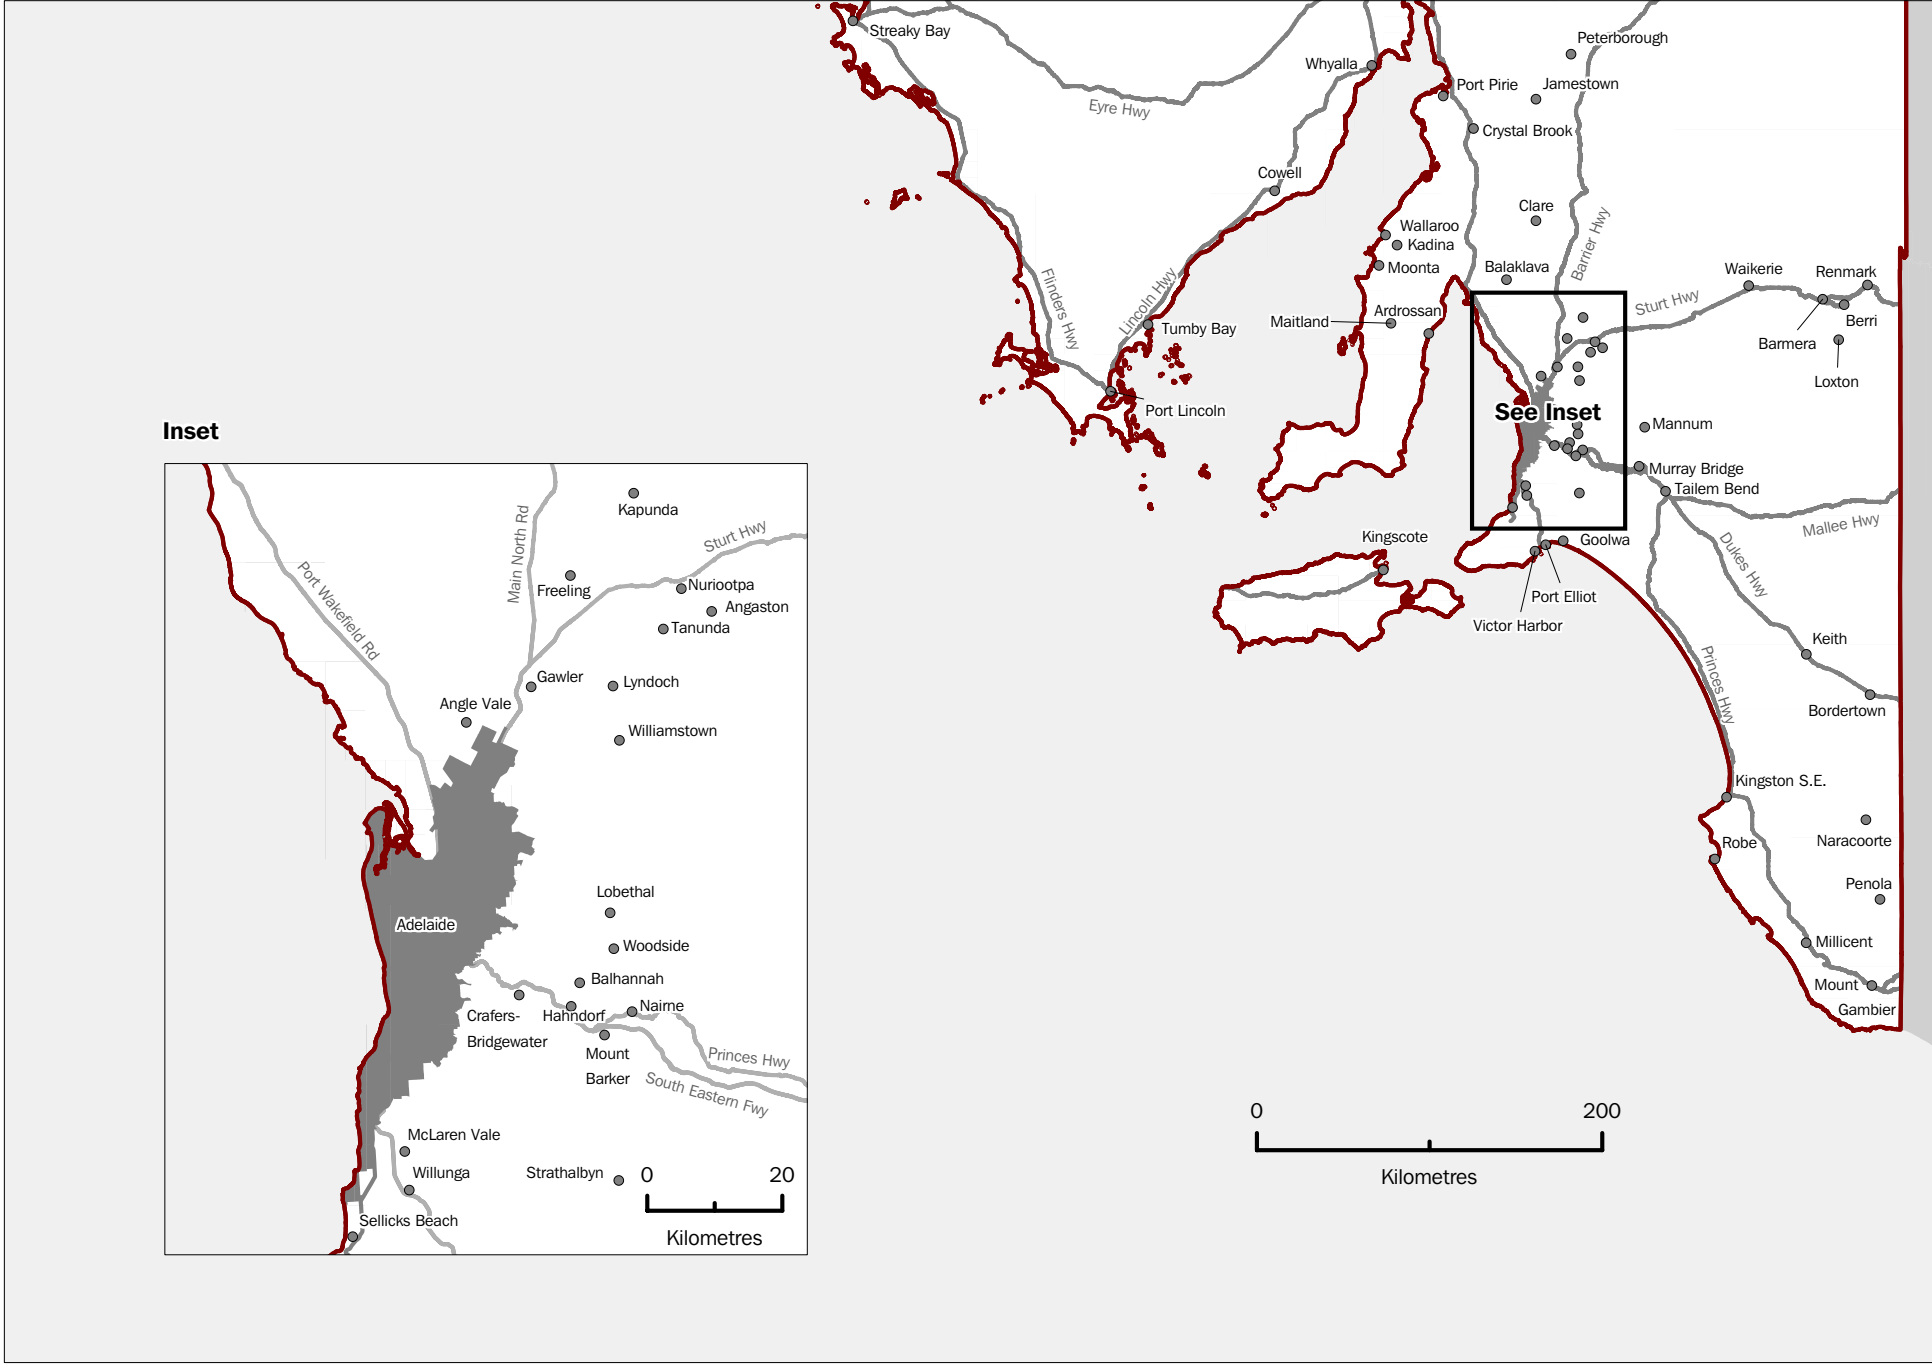 Streaky Bay
Eyre Hwy
Whyalla
Peterborough
Port Pirie
Jamestown
Crystal Brook
Cowell
Clare
Wallaroo
Kadina
Moonta
Balaklava
Barrier Hwy
Flinders Hwy
Lincoln Hwy
Tumby Bay
Port Lincoln
Maitland
Ardrossan
Sturt Hwy
Waikerie
Renmark
Berri
Barmera
Loxton
See Inset
Mannum
Murray Bridge
Tailem Bend
Mallee Hwy
Dukes Hwy
Kingscote
Goolwa
Port Elliot
Victor Harbor
Princes Hwy
Keith
Bordertown
Kingston S.E.
Robe
Naracoorte
Penola
Millicent
Mount
Gambier
0
200
Kilometres
Inset
Kapunda
Main North Rd
Sturt Hwy
Port Wakefield Rd
Freeling
Nuriootpa
Angaston
Tanunda
Gawler
Lyndoch
Angle Vale
Williamstown
Adelaide
Lobethal
Woodside
Balhannah
Crafers-
Bridgewater
Hahndorf
Nairne
Mount
Barker
Princes Hwy
South Eastern Fwy
McLaren Vale
Willunga
Strathalbyn
Sellicks Beach
0
20
Kilometres